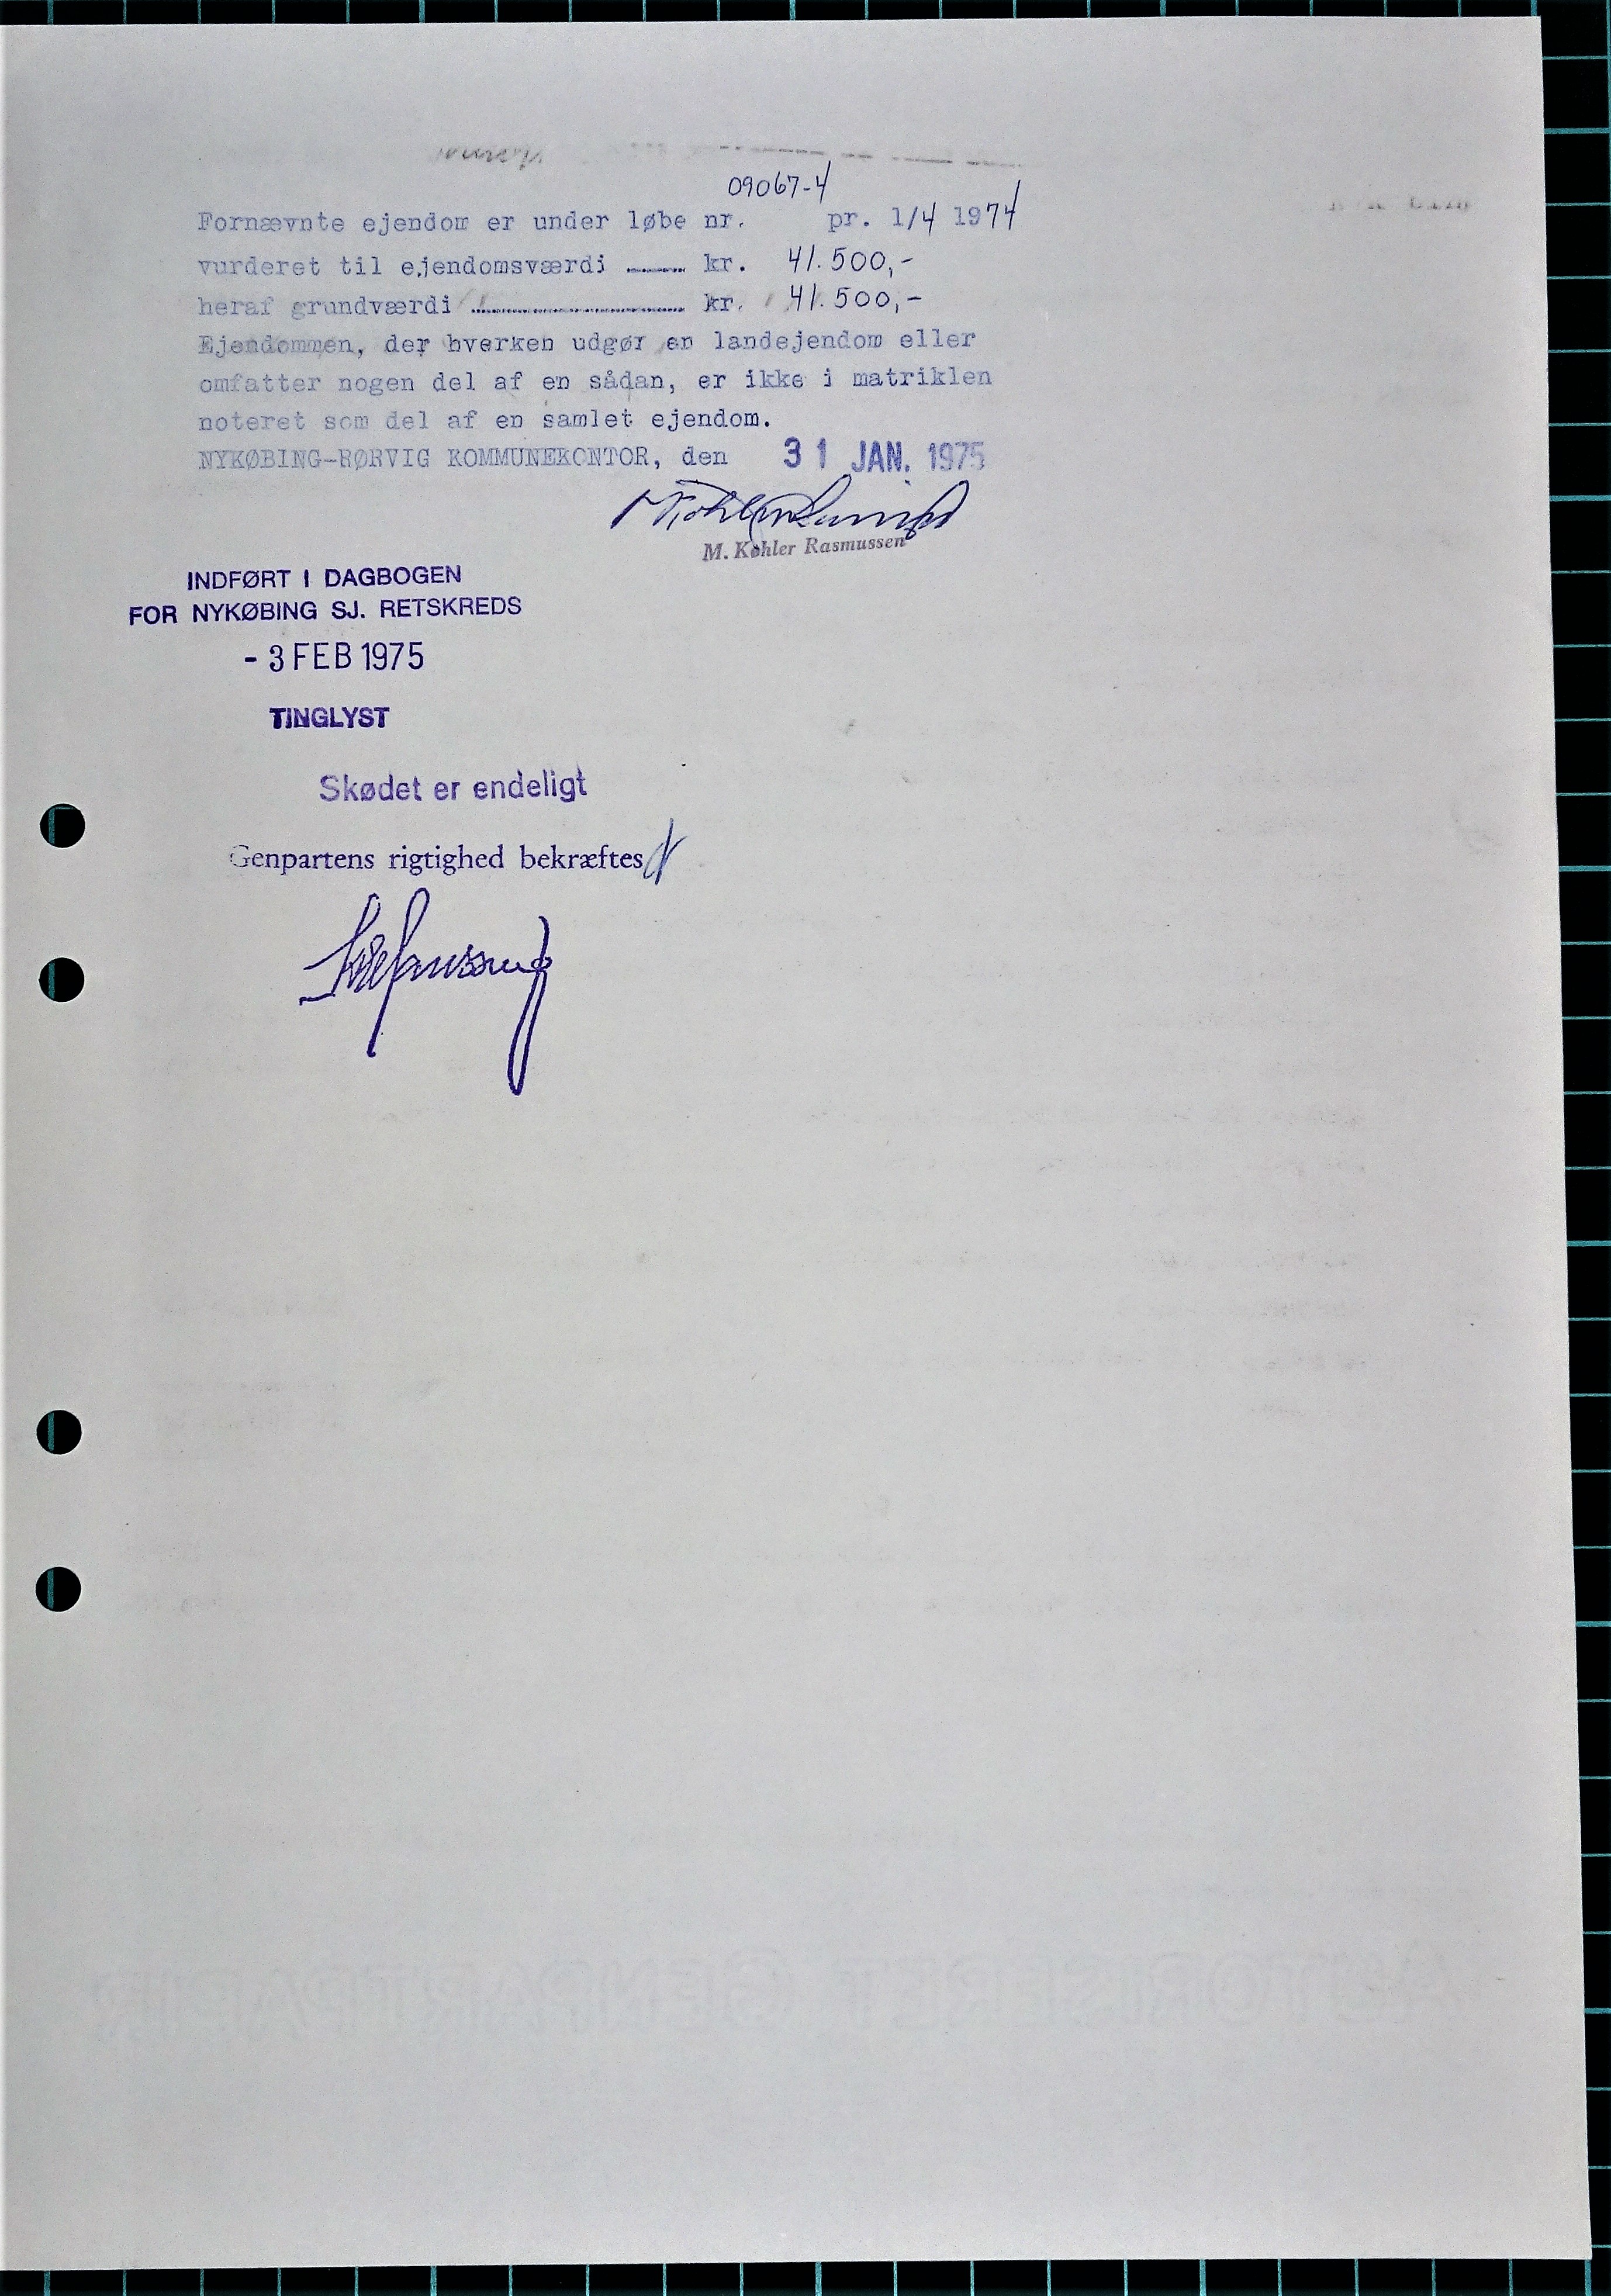 09067-4
Fornævnte ejendom er under løbe nr. pr. 1/4 1974
vurderet til ejendomsværdi ........ kr. 41.500,-
heraf grundværdi ........................ kr. 41.500,-
Ejendommen, der hverken udgør en landejendom eller
omfatter nogen del af en sådan, er ikke i matriklen
noteret som del af en samlet ejendom.
NYKØBING-RØRVIG KOMMUNEKONTOR, den 31 JAN. 1975
M. Køhler Rasmussen
INDFØRT I DAGBOGEN
FOR NYKØBING SJ. RETSKREDS
- 3 FEB 1975
TINGLYST
Skødet er endeligt
Genpartens rigtighed bekræftes
AUTORISERET GENPARTPAPIR